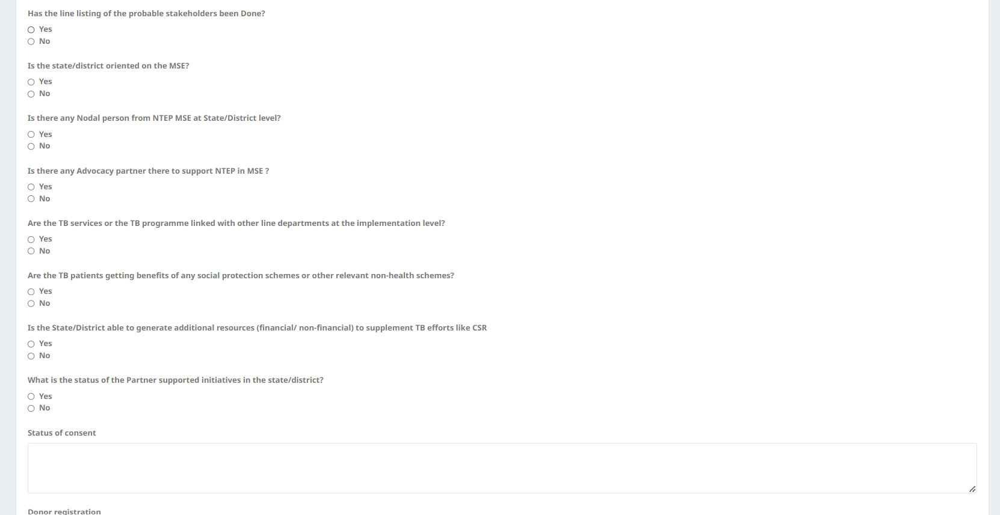 Has the line listing of the probable stakeholders been Done?
Yes
No
Is the state/district oriented on the MSE?
Yes
No
Is there any Nodal person from NTEP MSE at State/District level?
Yes
No
Is there any Advocacy partner there to support NTEP in MSE ?
Yes
No
Are the TB services or the TB programme linked with other line departments at the implementation level?
Yes
No
Are the TB patients getting benefits of any social protection schemes or other relevant non-health schemes?
Yes
No
Is the State/District able to generate additional resources (financial/ non-financial) to supplement TB efforts like CSR
Yes
No
What is the status of the Partner supported initiatives in the state/district?
Yes
No
Status of consent
Donor registration